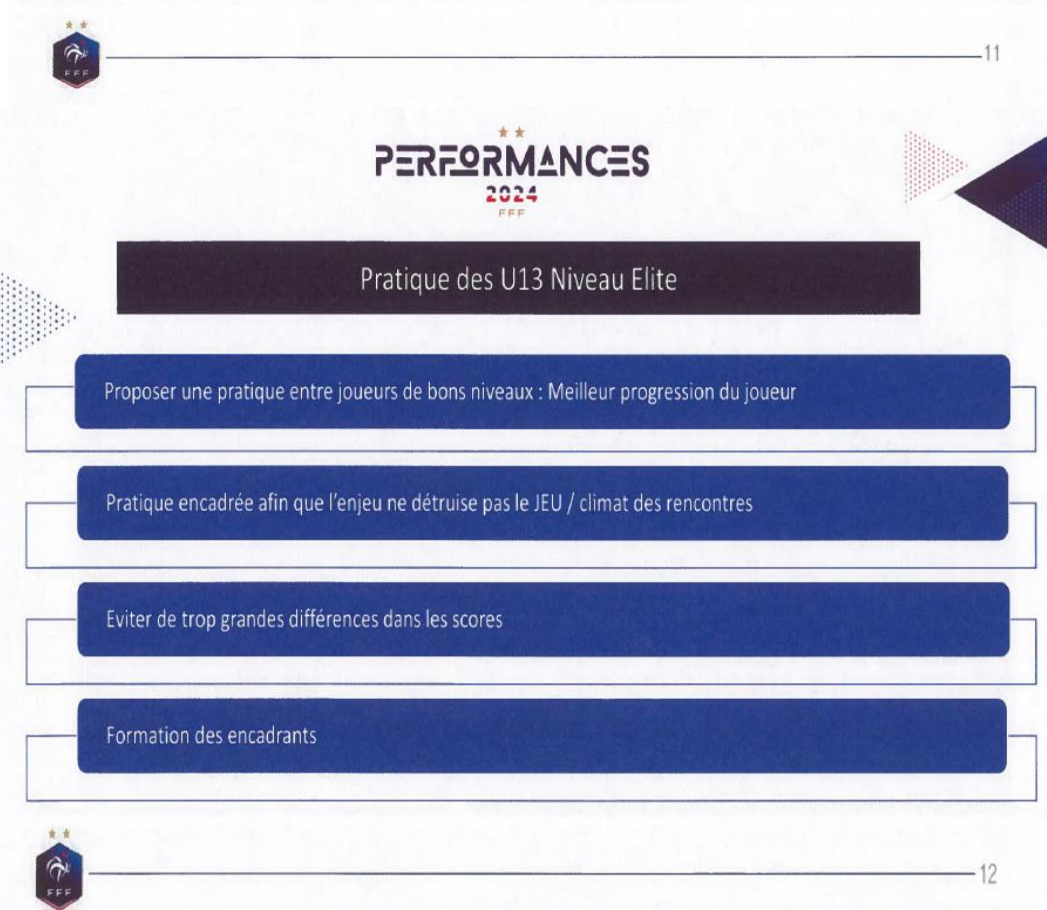 FFF
11
PERFORMANCES
2024
FFF
Pratique des U13 Niveau Elite
Proposer une pratique entre joueurs de bons niveaux : Meilleur progression du joueur
Pratique encadrée afin que l'enjeu ne détruise pas le JEU / climat des rencontres
Eviter de trop grandes différences dans les scores
Formation des encadrants
FFF
12